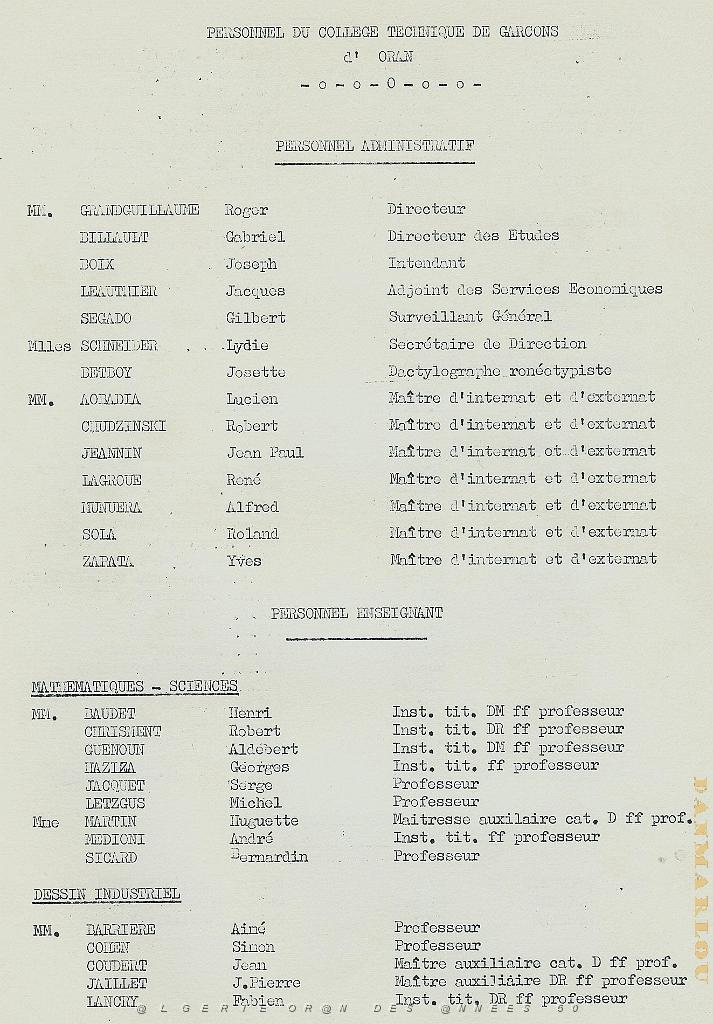 PERSONNEL DU COLLEGE TECHNIQUE DE GARCONS
d' ORAN
- o - o - O - o - o -
PERSONNEL ADMINISTRATIF
MM. GRANDGUILLAUME Roger Directeur
BILLAULT Gabriel Directeur des Etudes
BOIX Joseph Intendant
LEAUTHIER Jacques Adjoint des Services Economiques
SEGADO Gilbert Surveillant Général
Mlles SCHNEIDER Lydie Secrétaire de Direction
DETBOY Josette Dactylographe ronéotypiste
MM. Lucien Maître d'internat et d'externat
CHUDZINSKI Robert Maître d'internat et d'externat
JEANNIN Jean Paul Maître d'internat et d'externat
LAGROUE René Maître d'internat et d'externat
MUNUERA Alfred Maître d'internat et d'externat
SOLA Roland Maître d'internat et d'externat
ZAPATA Yves Maître d'internat et d'externat
PERSONNEL ENSEIGNANT
MATHEMATIQUES - SCIENCES
MM. BAUDET Henri Inst. tit. DM ff professeur
CHRISMENT Robert Inst. tit. DR ff professeur
GUENOUN Aldebert Inst. tit. DM ff professeur
HAZIZA Georges Inst. tit. ff professeur
JACQUET Serge Professeur
LETZGUS Michel Professeur
Mme MARTIN Huguette Maitresse auxilaire cat. D ff prof.
MEDIONI André Inst. tit. ff professeur
SICARD Bernardin Professeur
DESSIN INDUSTRIEL
MM. BARRIERE Aimé Professeur
COHEN Simon Professeur
COUDERT Jean Maître auxiliaire cat. D ff prof.
JAILLET J.Pierre Maître auxiliaire DR ff professeur
LANCRY Fabien Inst. tit. DR ff professeur
@LGERIE OR@N DES @NNEES 50
DANMARLOU